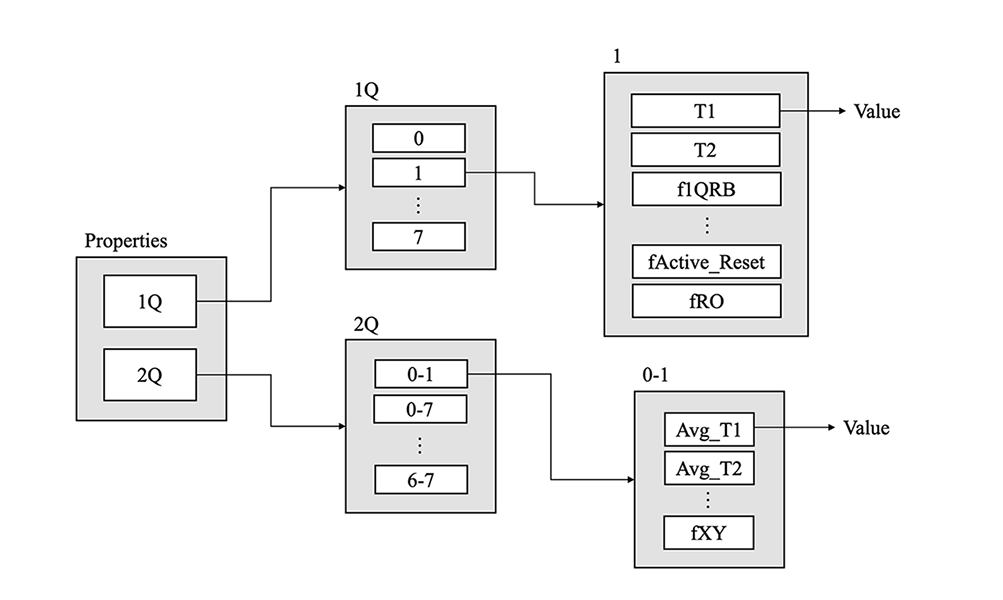 Properties
1Q
2Q
1Q
0
1
⋮
7
2Q
0-1
0-7
⋮
6-7
1
T1
T2
f1QRB
⋮
fActive_Reset
fRO
Value
0-1
Avg_T1
Avg_T2
⋮
fXY
Value